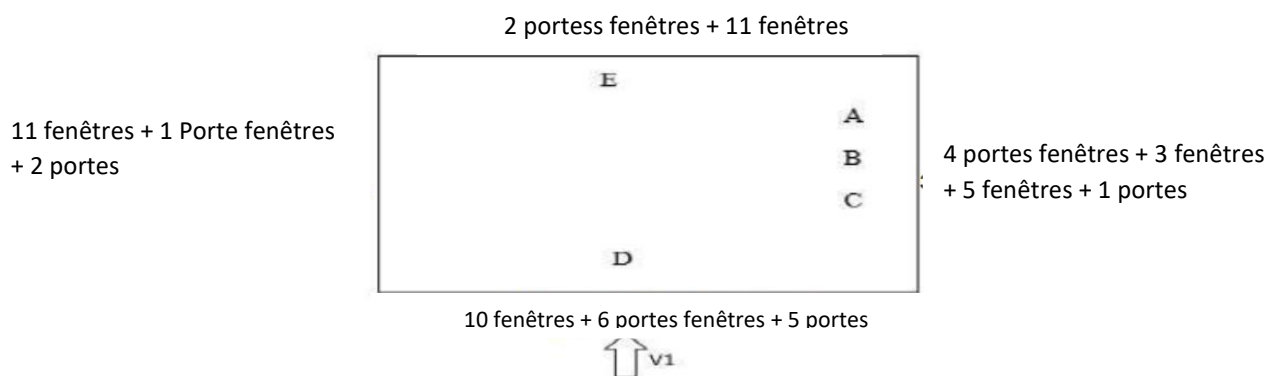 2 portess fenêtres + 11 fenêtres
E
11 fenêtres + 1 Porte fenêtres
+ 2 portes
A
B
C
4 portes fenêtres + 3 fenêtres
+ 5 fenêtres + 1 portes
D
10 fenêtres + 6 portes fenêtres + 5 portes
V1